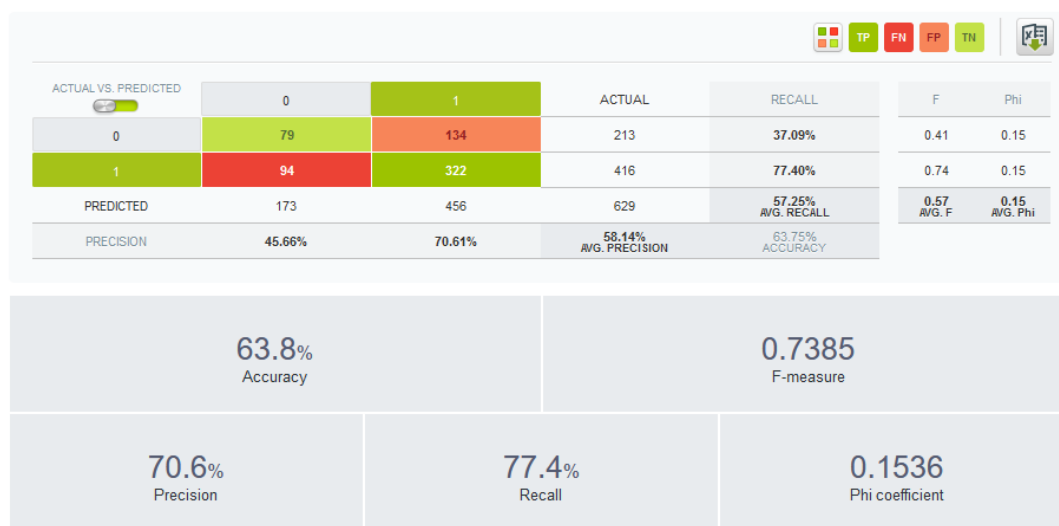 TP FN FP TN
ACTUAL VS. PREDICTED 0 1 ACTUAL RECALL F Phi
0 79 134 213 37.09% 0.41 0.15
1 94 322 416 77.40% 0.74 0.15
PREDICTED 173 456 629 57.25% 0.57 0.15
AVG. RECALL AVG. F AVG. Phi
PRECISION 45.66% 70.61% 58.14% 63.75%
AVG. PRECISION ACCURACY
63.8% 0.7385
Accuracy F-measure
70.6% 77.4% 0.1536
Precision Recall Phi coefficient